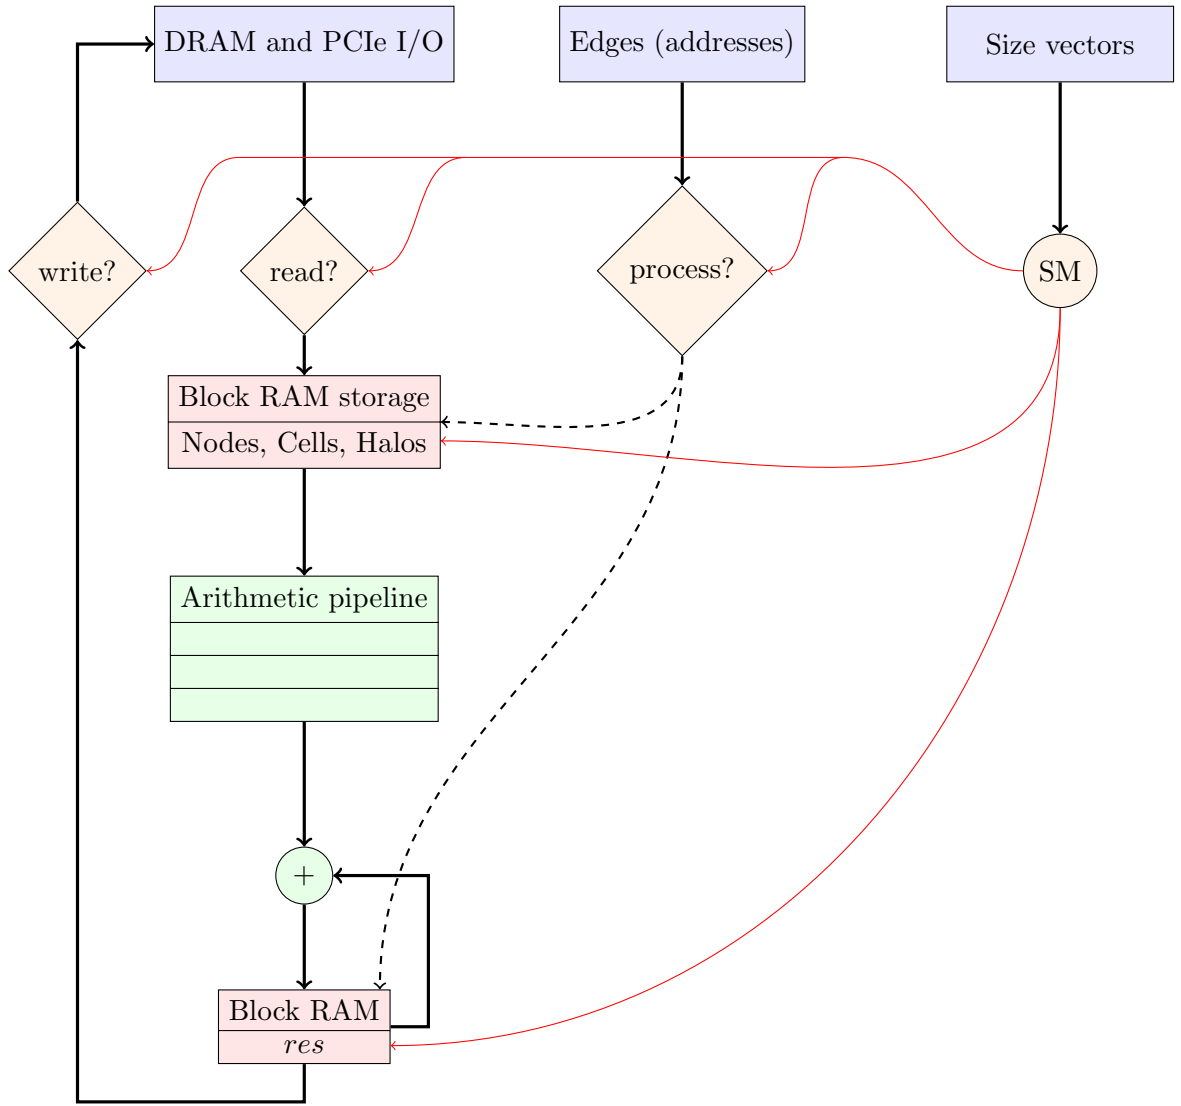 DRAM and PCIe I/O
Edges (addresses)
Size vectors
write?
read?
process?
SM
Block RAM storage
Nodes, Cells, Halos
Arithmetic pipeline
+
Block RAM
res